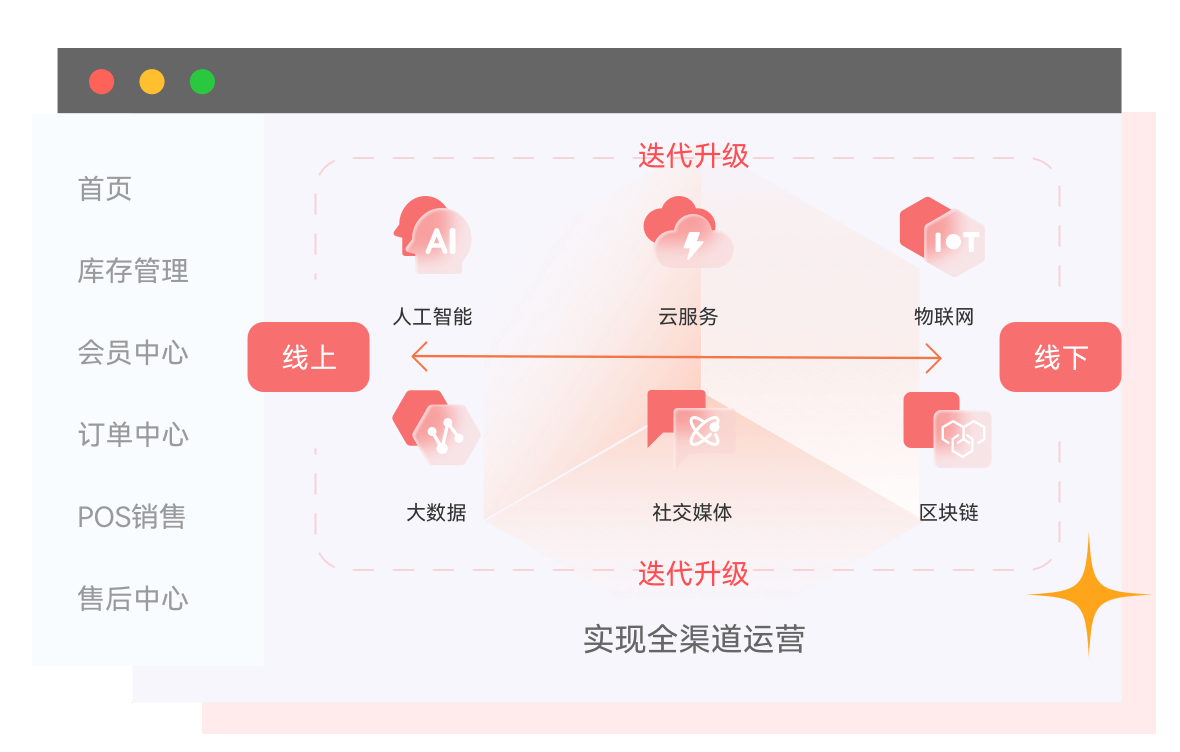 首页
库存管理
会员中心
订单中心
POS销售
售后中心
迭代升级
AI
IOT
人工智能
云服务
物联网
线上
线下
大数据
社交媒体
区块链
迭代升级
实现全渠道运营